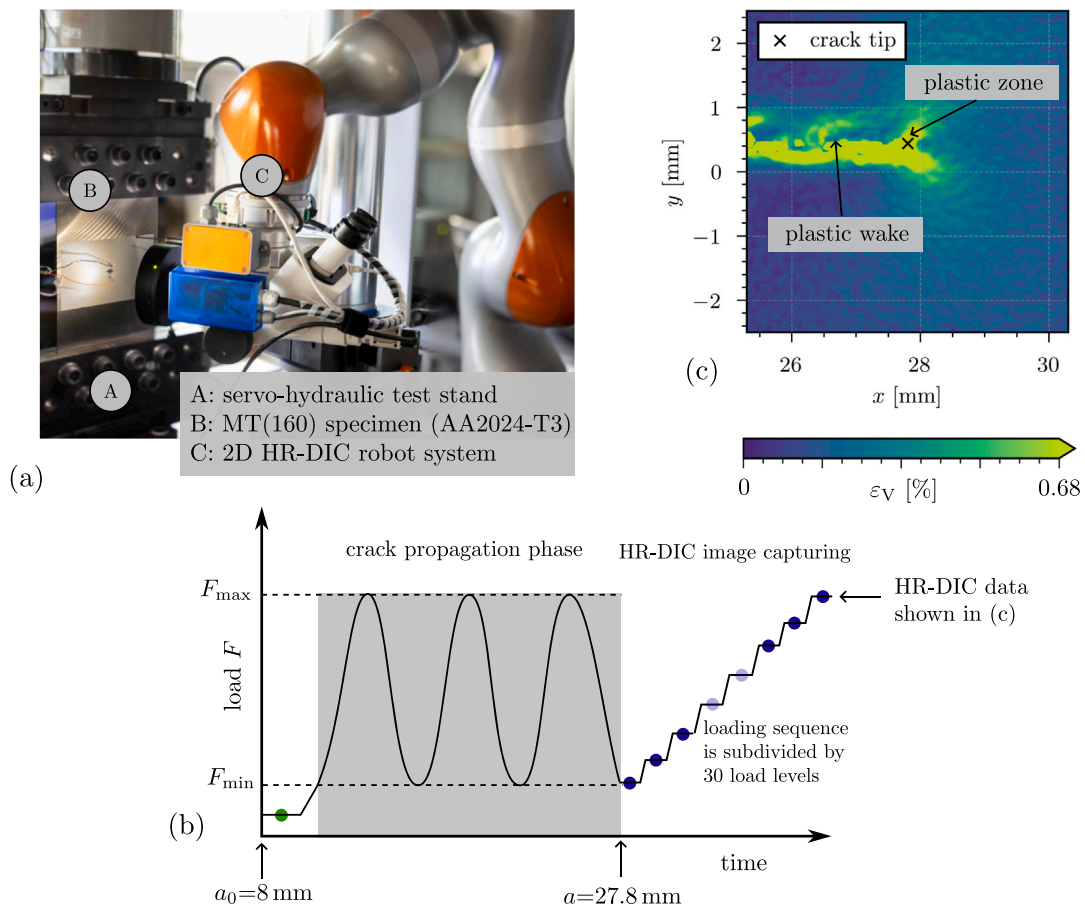 B
C
A
A: servo-hydraulic test stand
B: MT(160) specimen (AA2024-T3)
C: 2D HR-DIC robot system
(a)
2
1
0
−1
−2
y [mm]
× crack tip
plastic zone
plastic wake
26
28
30
x [mm]
(c)
0
εV [%]
0.68
crack propagation phase
HR-DIC image capturing
Fmax
HR-DIC data
shown in (c)
load F
loading sequence
is subdivided by
30 load levels
Fmin
(b)
time
a0=8 mm
a=27.8 mm